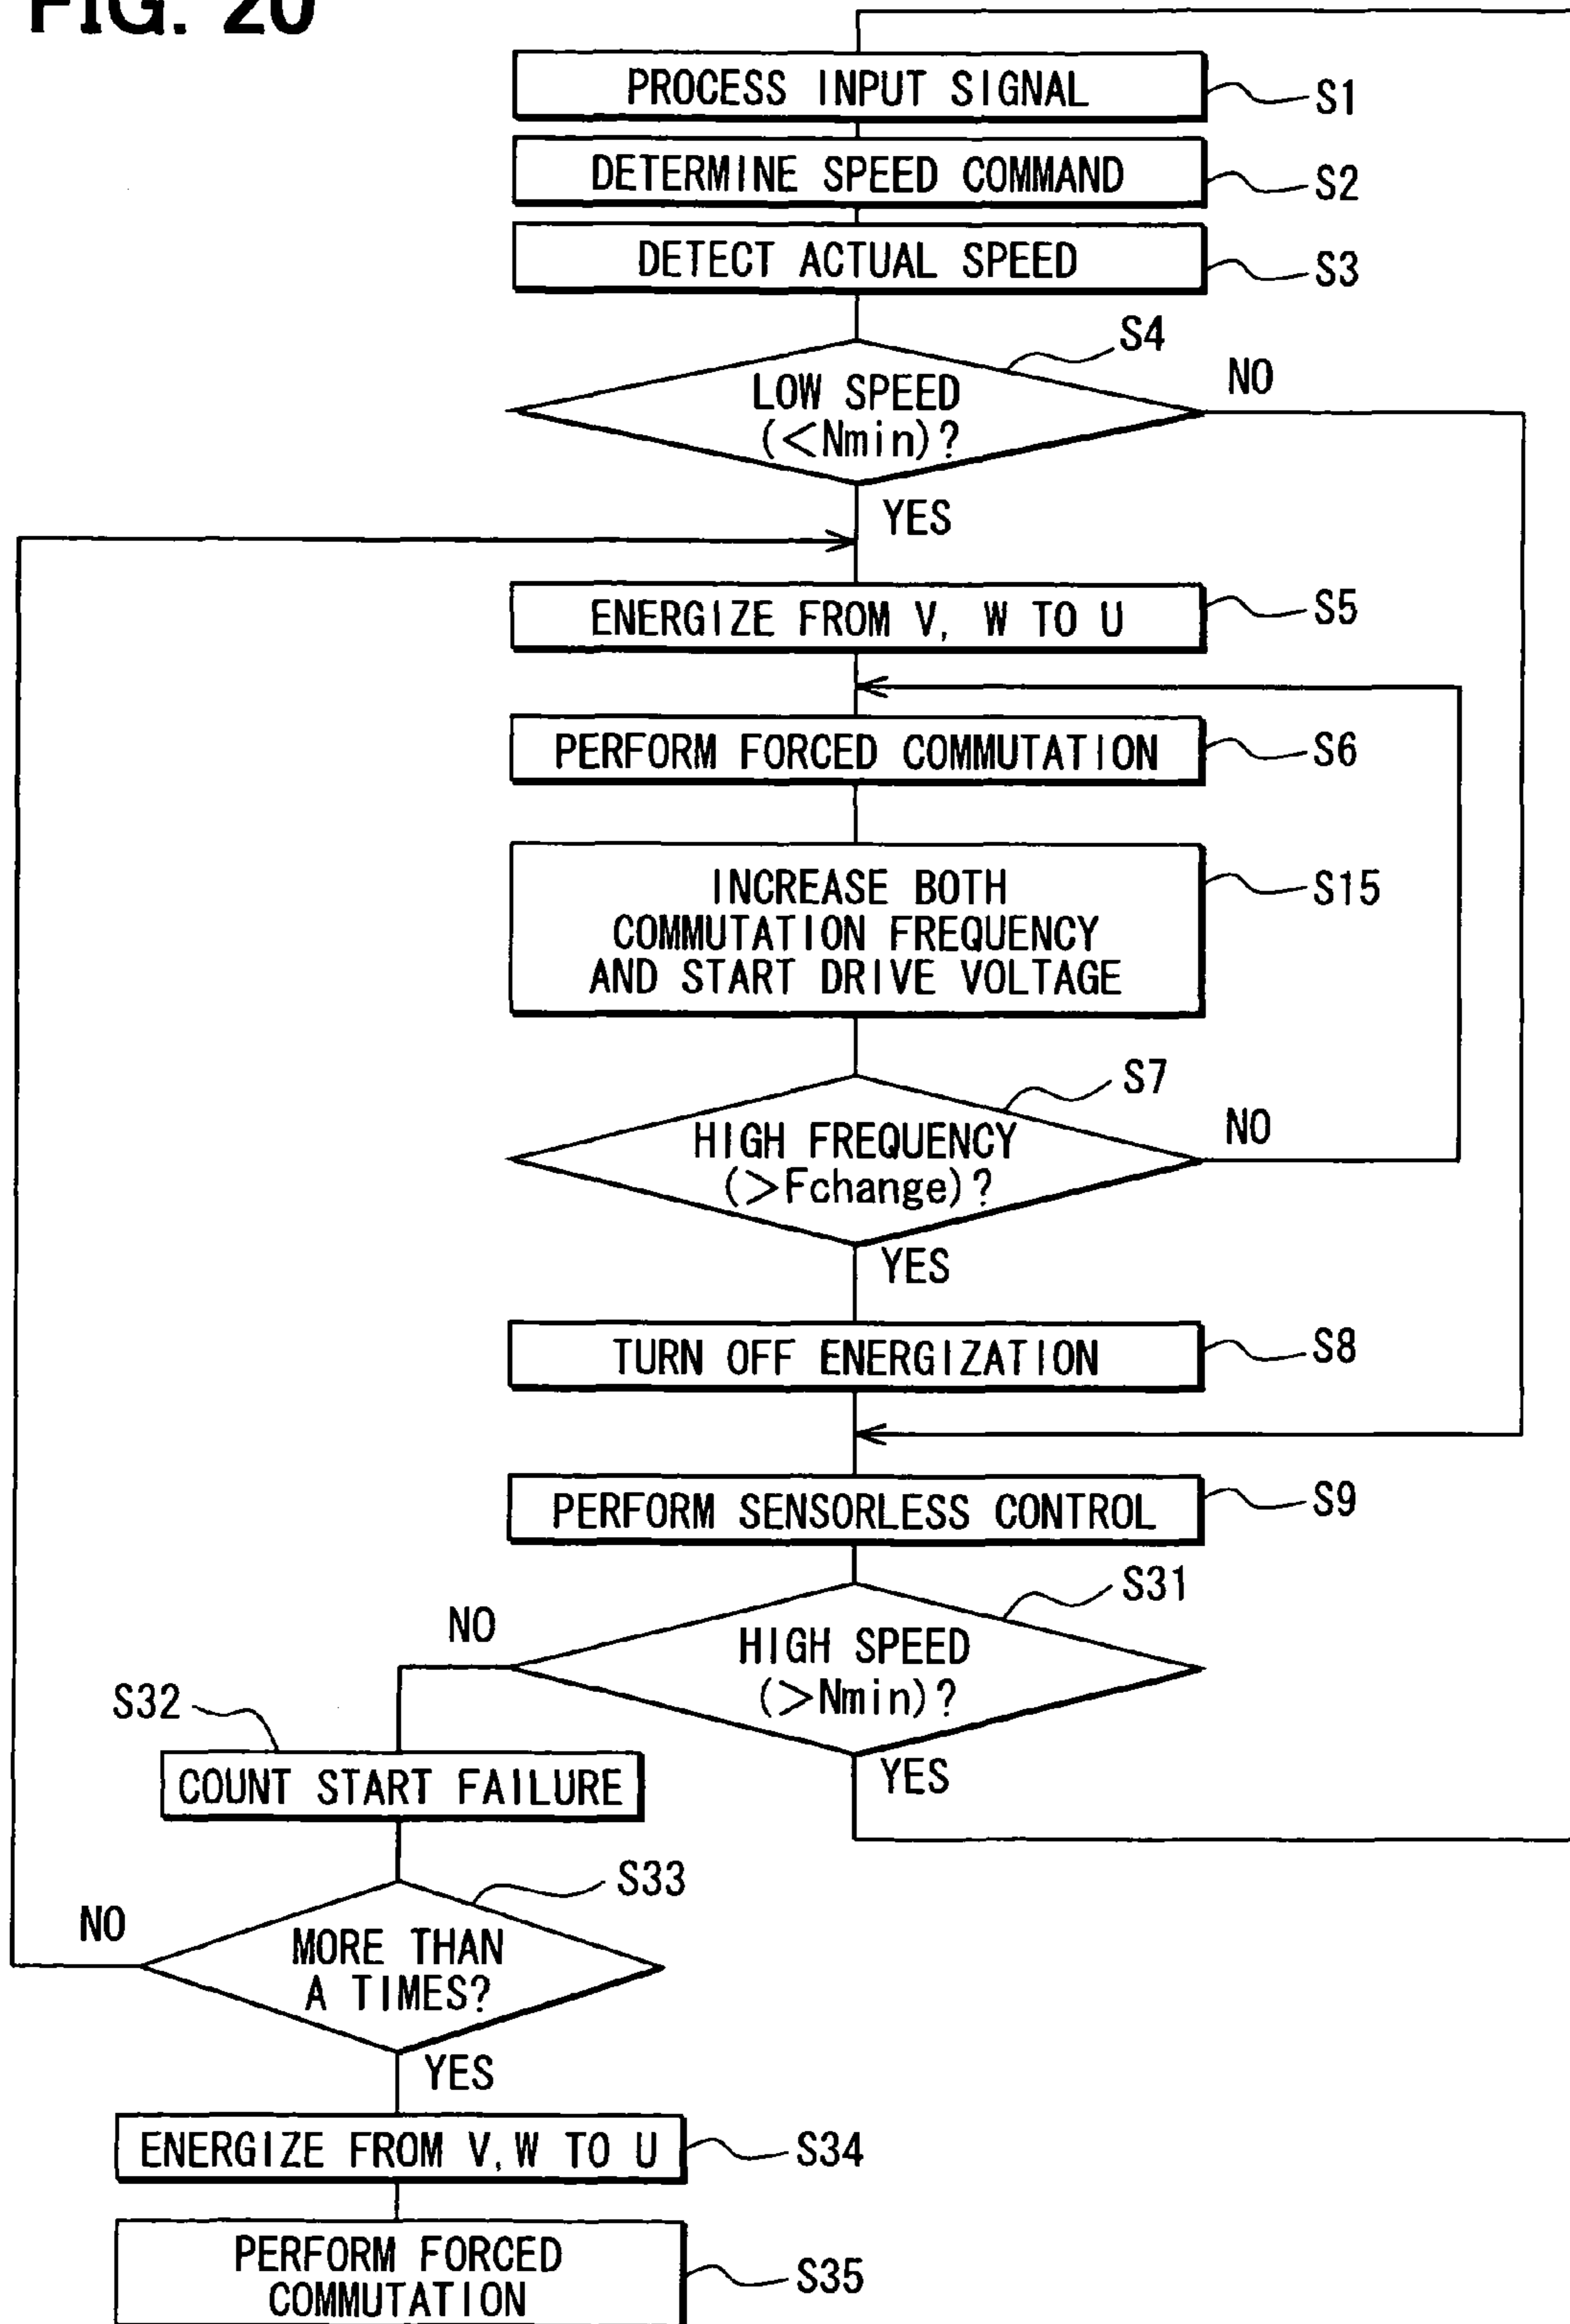 FIG. 20
PROCESS INPUT SIGNAL
S1
DETERMINE SPEED COMMAND
S2
DETECT ACTUAL SPEED
S3
S4
LOW SPEED
(<Nmin)?
NO
YES
ENERGIZE FROM V, W TO U
S5
PERFORM FORCED COMMUTATION
S6
INCREASE BOTH
COMMUTATION FREQUENCY
AND START DRIVE VOLTAGE
S15
S7
HIGH FREQUENCY
(>Fchange)?
NO
YES
TURN OFF ENERGIZATION
S8
PERFORM SENSORLESS CONTROL
S9
S31
NO
HIGH SPEED
(>Nmin)?
YES
S32
COUNT START FAILURE
S33
NO
MORE THAN
A TIMES?
YES
ENERGIZE FROM V,W TO U
S34
PERFORM FORCED
COMMUTATION
S35